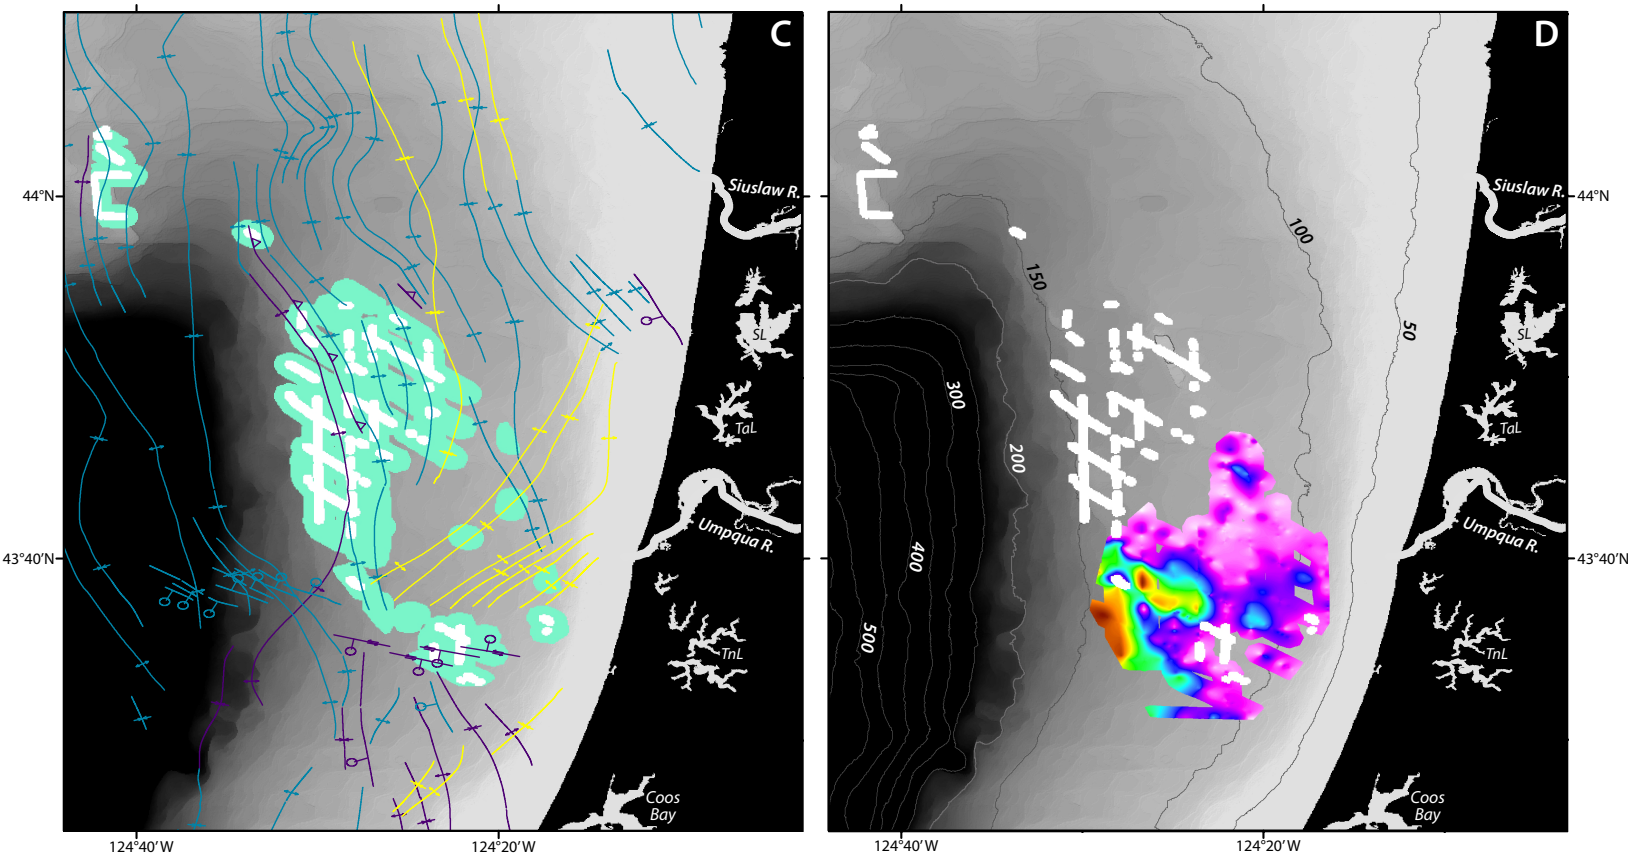 C
Siuslaw R.
44°N
SL
TaL
Umpqua R.
43°40'N
TnL
Coos
Bay
124°40'W
124°20'W
D
Siuslaw R.
44°N
100
150
50
SL
300
TaL
200
Umpqua R.
400
43°40'N
500
TnL
Coos
Bay
124°40'W
124°20'W